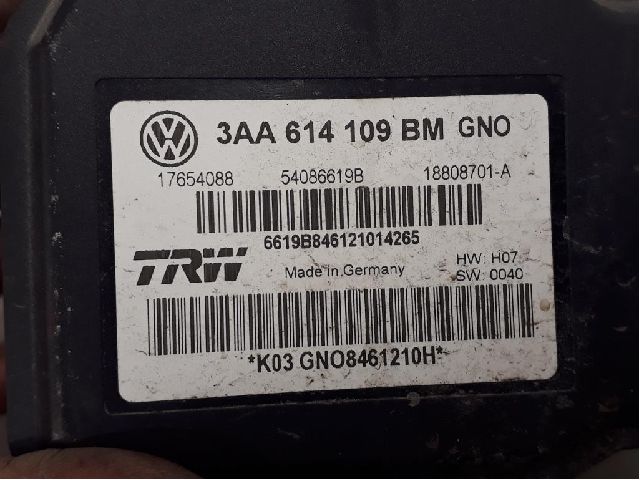 3AA 614 109 BM GNO
17654088 54086619B 18808701-A
6619B846121014265
TRW Made in Germany HW: H07
SW: 0040
*K03 GNO8461210H*